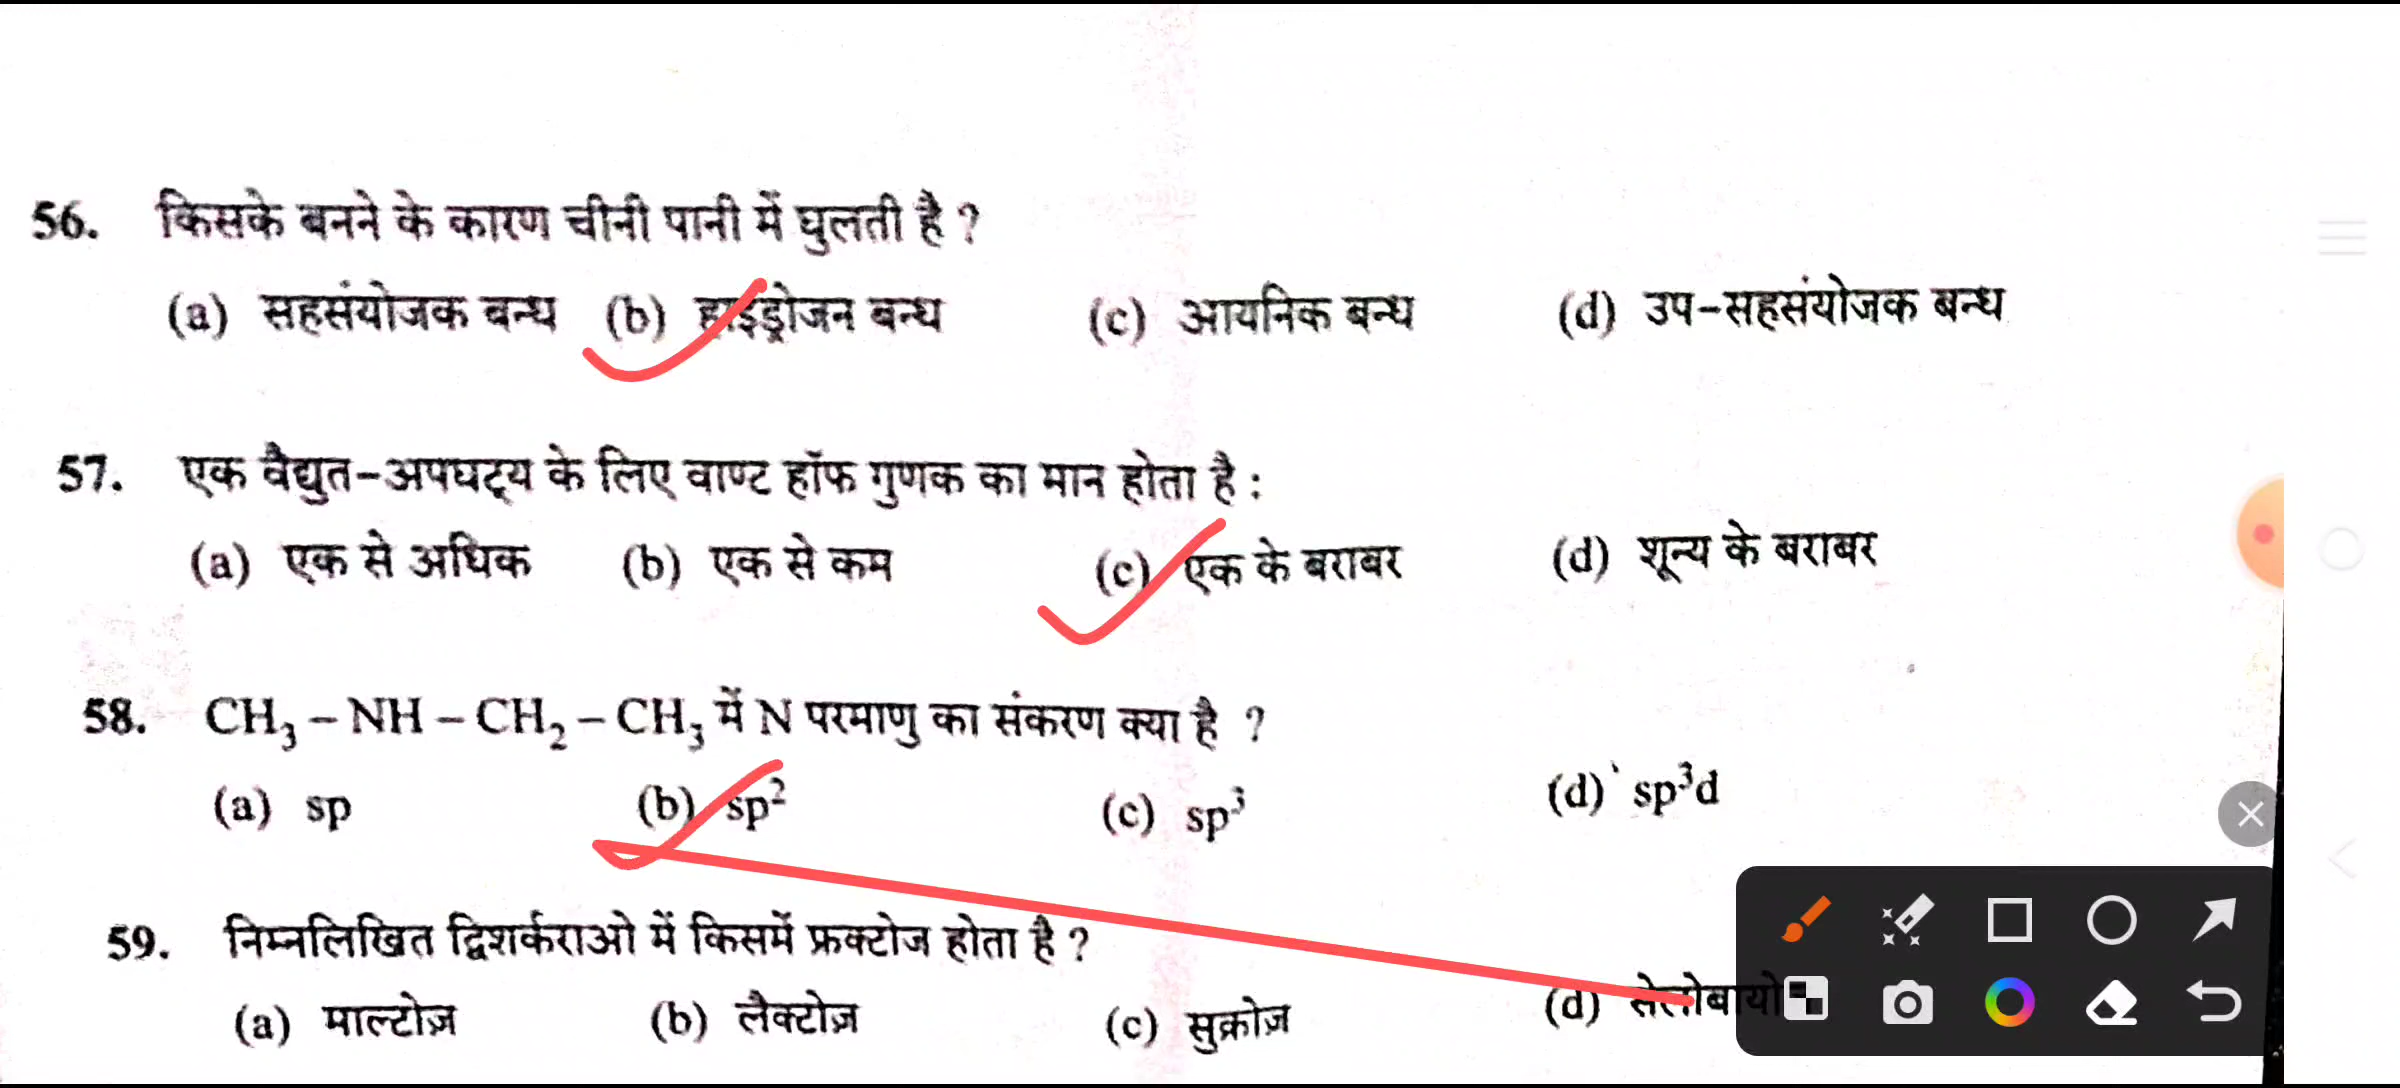 56. किसके बनने के कारण चीनी पानी में घुलती है ?
(a) सहसंयोजक बन्ध (b) हाइड्रोजन बन्ध (c) आयनिक बन्ध (d) उप-सहसंयोजक बन्ध
57. एक वैद्युत-अपघट्य के लिए वाण्ट हॉफ गुणक का मान होता है :
(a) एक से अधिक (b) एक से कम (c) एक के बराबर (d) शून्य के बराबर
58. CH₃ – NH – CH₂ – CH₃ में N परमाणु का संकरण क्या है ?
(a) sp (b) sp² (c) sp³ (d) sp³d
59. निम्नलिखित द्विशर्कराओ में किसमें फ्रक्टोज होता है ?
(a) माल्टोज़ (b) लैक्टोज़ (c) सुक्रोज़ (d)